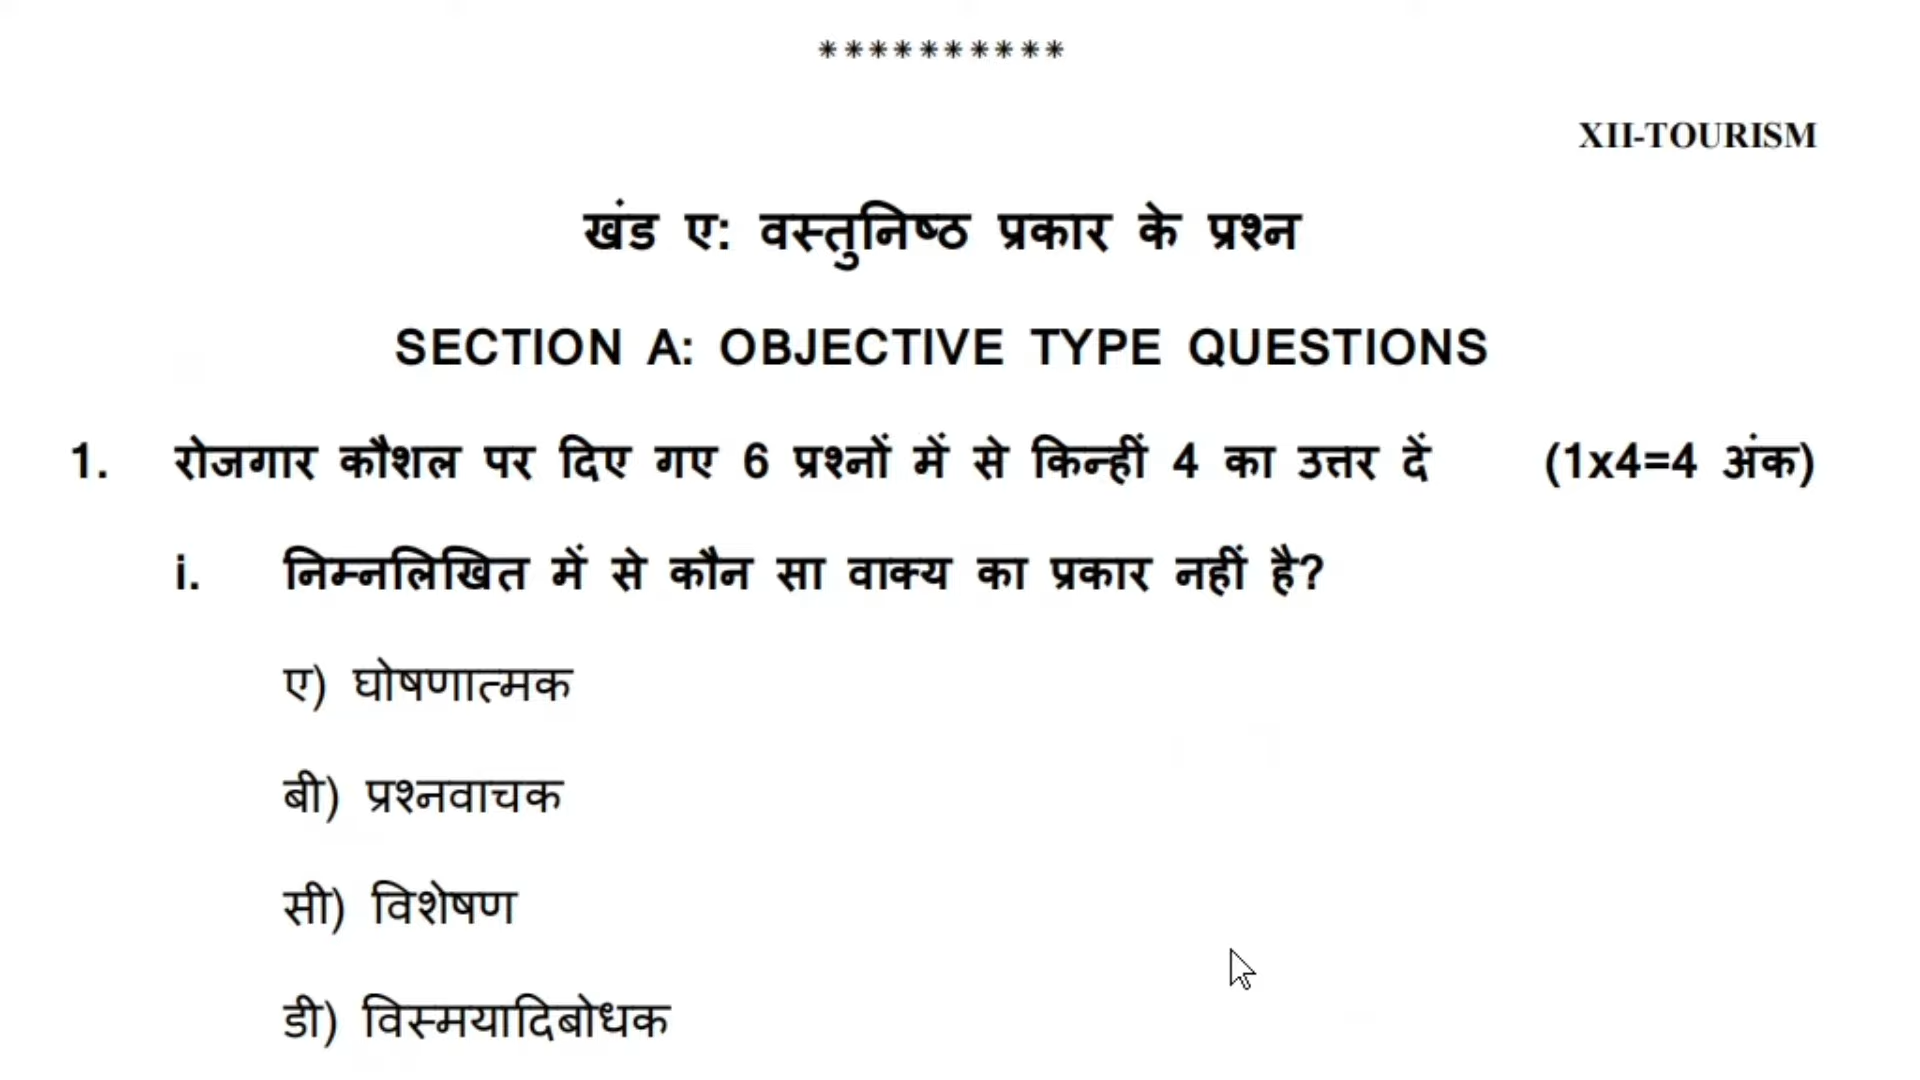 **********
XII-TOURISM
खंड ए: वस्तुनिष्ठ प्रकार के प्रश्न
SECTION A: OBJECTIVE TYPE QUESTIONS
1. रोजगार कौशल पर दिए गए 6 प्रश्नों में से किन्हीं 4 का उत्तर दें (1x4=4 अंक)
i. निम्नलिखित में से कौन सा वाक्य का प्रकार नहीं है?
ए) घोषणात्मक
बी) प्रश्नवाचक
सी) विशेषण
डी) विस्मयादिबोधक